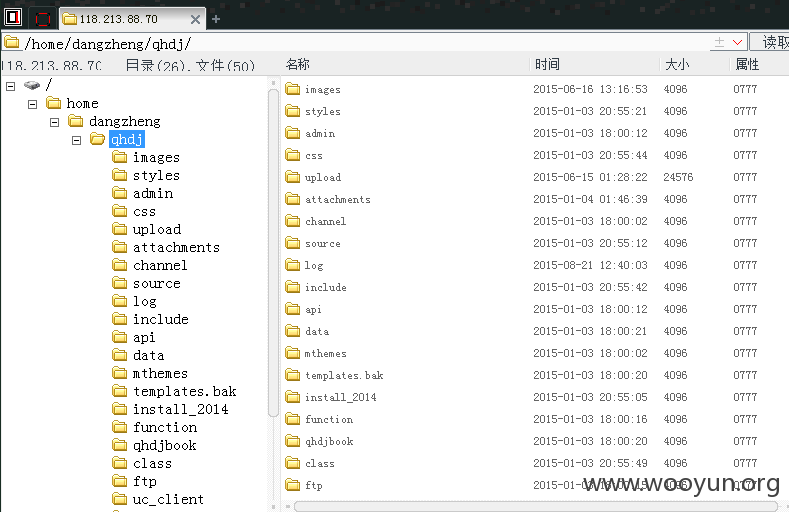 118.213.88.70
/home/dangzheng/qhdj/
读取
118.213.88.70 目录(26),文件(50) 名称 时间 大小 属性
/
home
dangzheng
qhdj
images
styles
admin
css
upload
attachments
channel
source
log
include
api
data
mthemes
templates.bak
install_2014
function
qhdjbook
class
ftp
uc_client
images 2015-06-16 13:16:53 4096 0777
styles 2015-01-03 20:55:21 4096 0777
admin 2015-01-03 18:00:12 4096 0777
css 2015-01-03 20:55:44 4096 0777
upload 2015-06-15 01:28:22 24576 0777
attachments 2015-01-04 01:46:39 4096 0777
channel 2015-01-03 18:00:02 4096 0777
source 2015-01-03 20:55:12 4096 0777
log 2015-08-21 12:40:03 4096 0777
include 2015-01-03 20:55:42 4096 0777
api 2015-01-03 18:00:12 4096 0777
data 2015-01-03 18:00:21 4096 0777
mthemes 2015-01-03 18:00:02 4096 0777
templates.bak 2015-01-03 18:00:20 4096 0777
install_2014 2015-01-03 20:55:05 4096 0777
function 2015-01-03 18:00:16 4096 0777
qhdjbook 2015-01-03 18:00:20 4096 0777
class 2015-01-03 20:55:49 4096 0777
ftp 2015-01-03 4096 0777
www.wooyun.org